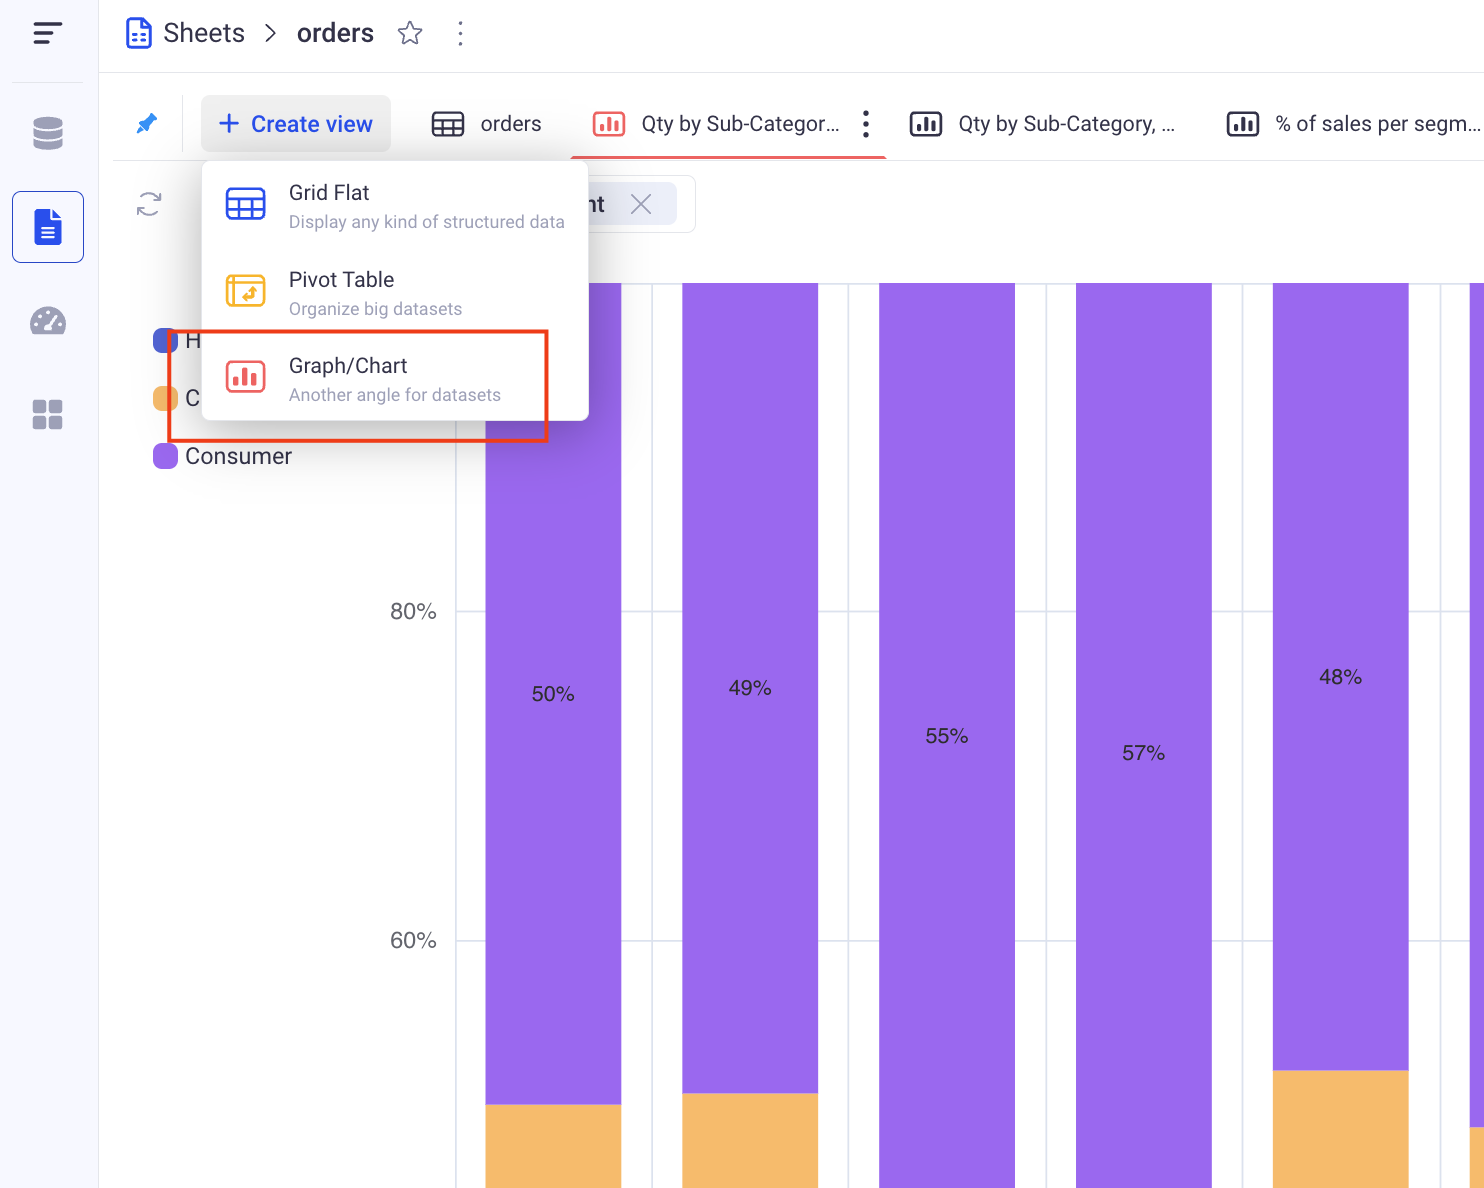 Sheets > orders
+ Create view
orders
Qty by Sub-Categor...
Qty by Sub-Category, ...
% of sales per segm...
Grid Flat
Display any kind of structured data
nt
Pivot Table
Organize big datasets
H
Graph/Chart
C
Another angle for datasets
Consumer
80%
50%
49%
55%
57%
48%
60%